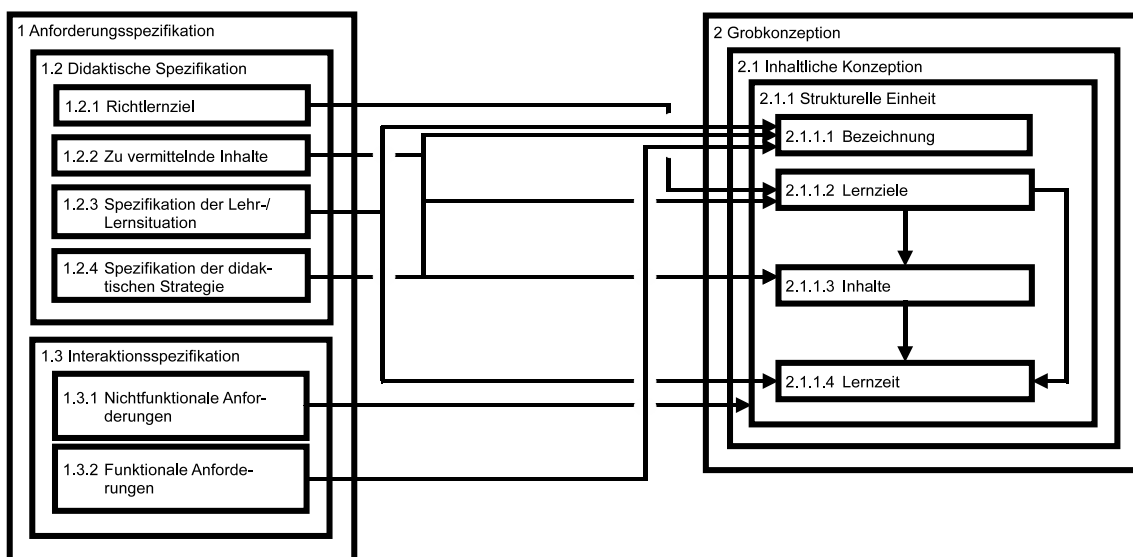 1 Anforderungsspezifikation
1.2 Didaktische Spezifikation
1.2.1 Richtlernziel
1.2.2 Zu vermittelnde Inhalte
1.2.3 Spezifikation der Lehr-/
Lernsituation
1.2.4 Spezifikation der didak-
tischen Strategie
1.3 Interaktionsspezifikation
1.3.1 Nichtfunktionale Anfor-
derungen
1.3.2 Funktionale Anforde-
rungen
2 Grobkonzeption
2.1 Inhaltliche Konzeption
2.1.1 Strukturelle Einheit
2.1.1.1 Bezeichnung
2.1.1.2 Lernziele
2.1.1.3 Inhalte
2.1.1.4 Lernzeit